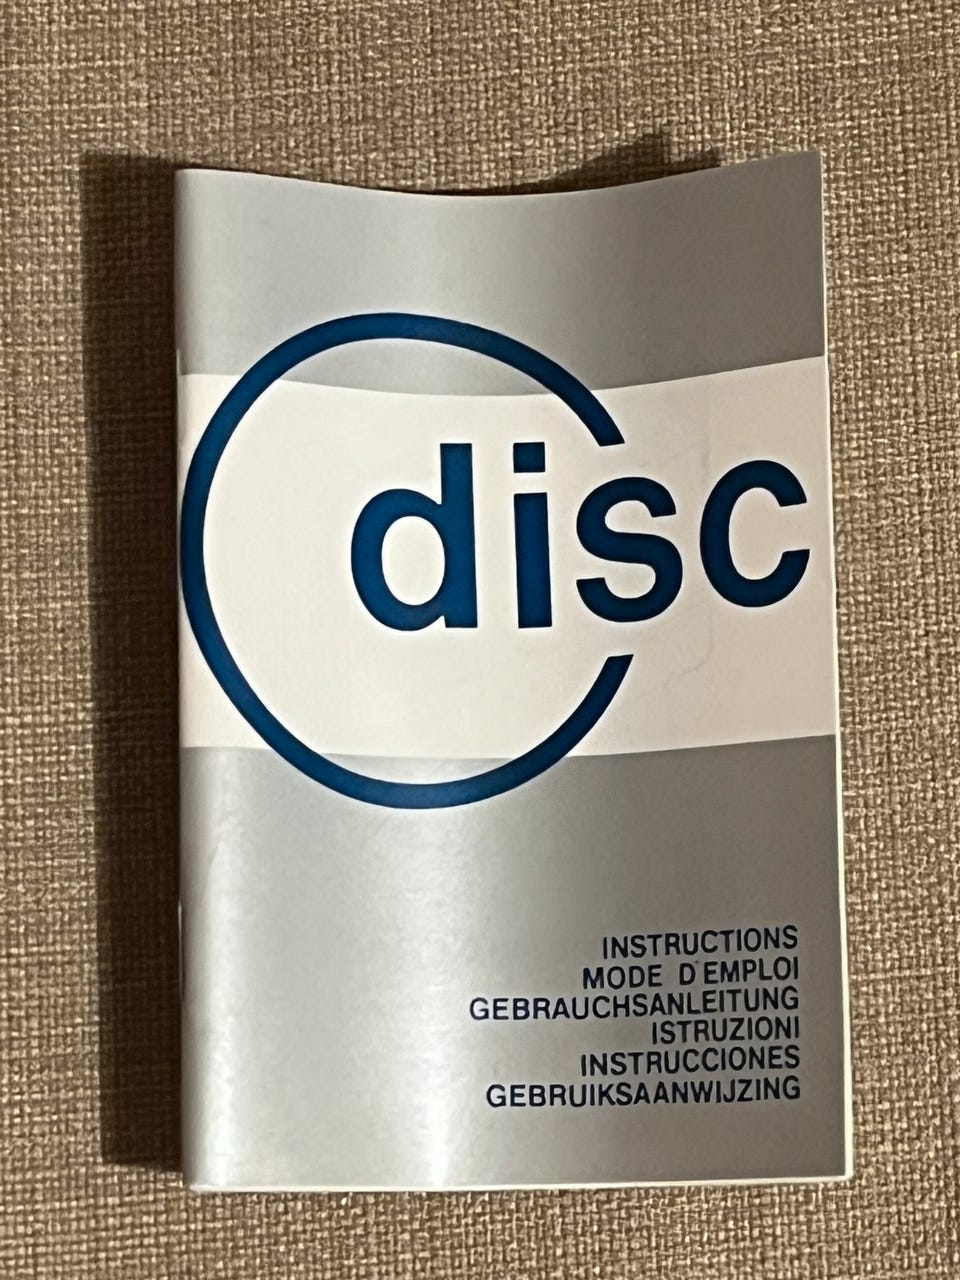 disc
INSTRUCTIONS
MODE D'EMPLOI
GEBRAUCHSANLEITUNG
ISTRUZIONI
INSTRUCCIONES
GEBRUIKSAANWIJZING